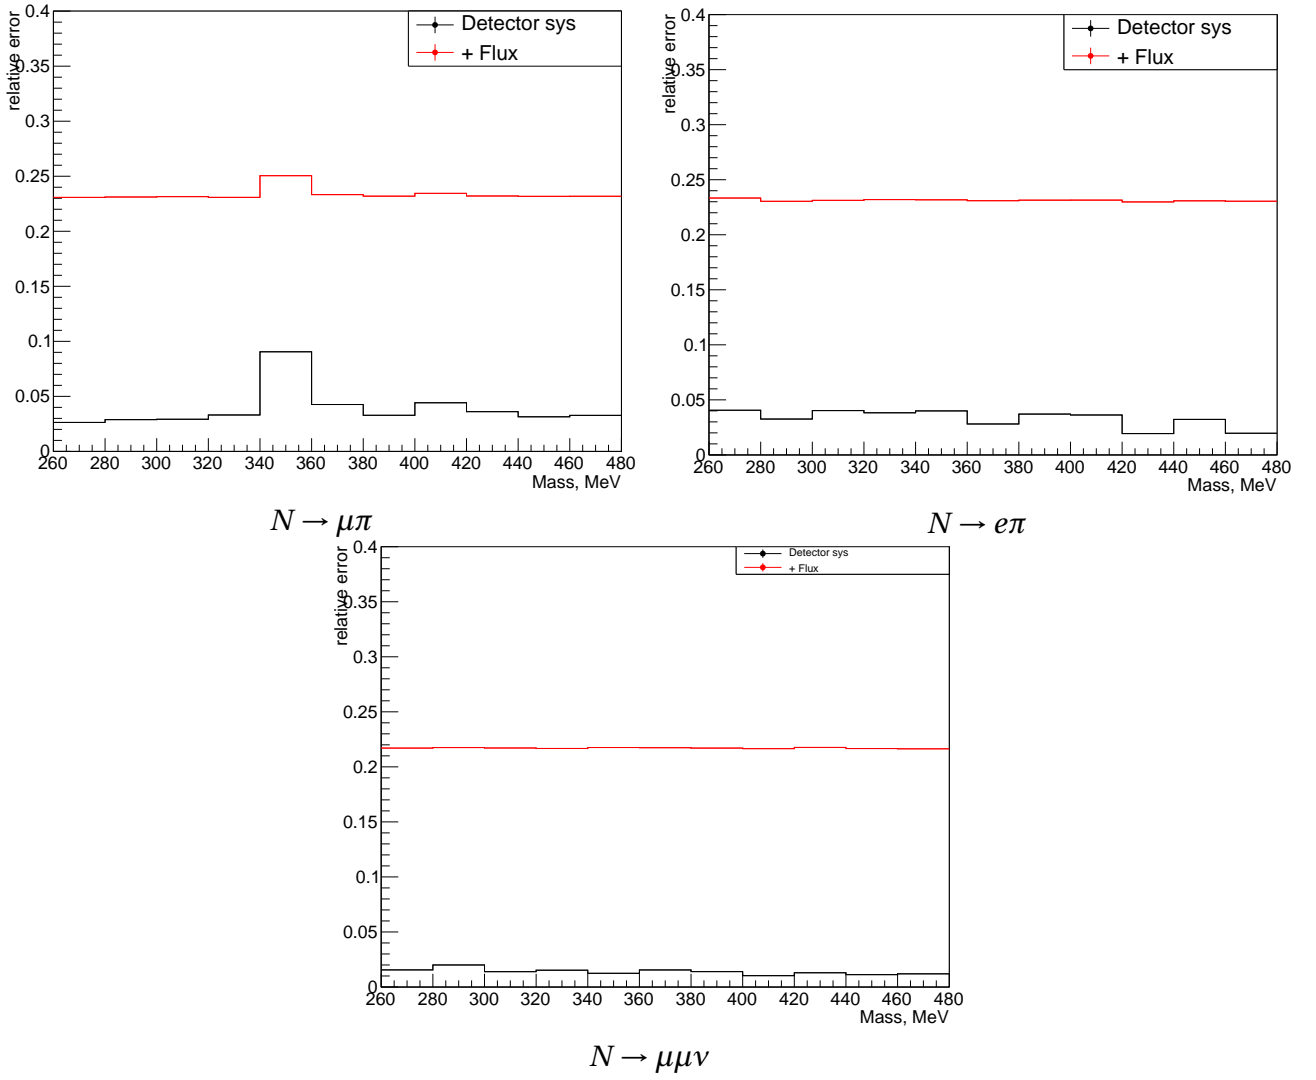 relative error
0.4
0.35
0.3
0.25
0.2
0.15
0.1
0.05
0
260 280 300 320 340 360 380 400 420 440 460 480
Mass, MeV
Detector sys
+ Flux
N → μπ
relative error
0.4
0.35
0.3
0.25
0.2
0.15
0.1
0.05
0
260 280 300 320 340 360 380 400 420 440 460 480
Mass, MeV
Detector sys
+ Flux
N → eπ
relative error
0.4
0.35
0.3
0.25
0.2
0.15
0.1
0.05
0
260 280 300 320 340 360 380 400 420 440 460 480
Mass, MeV
Detector sys
+ Flux
N → μμν